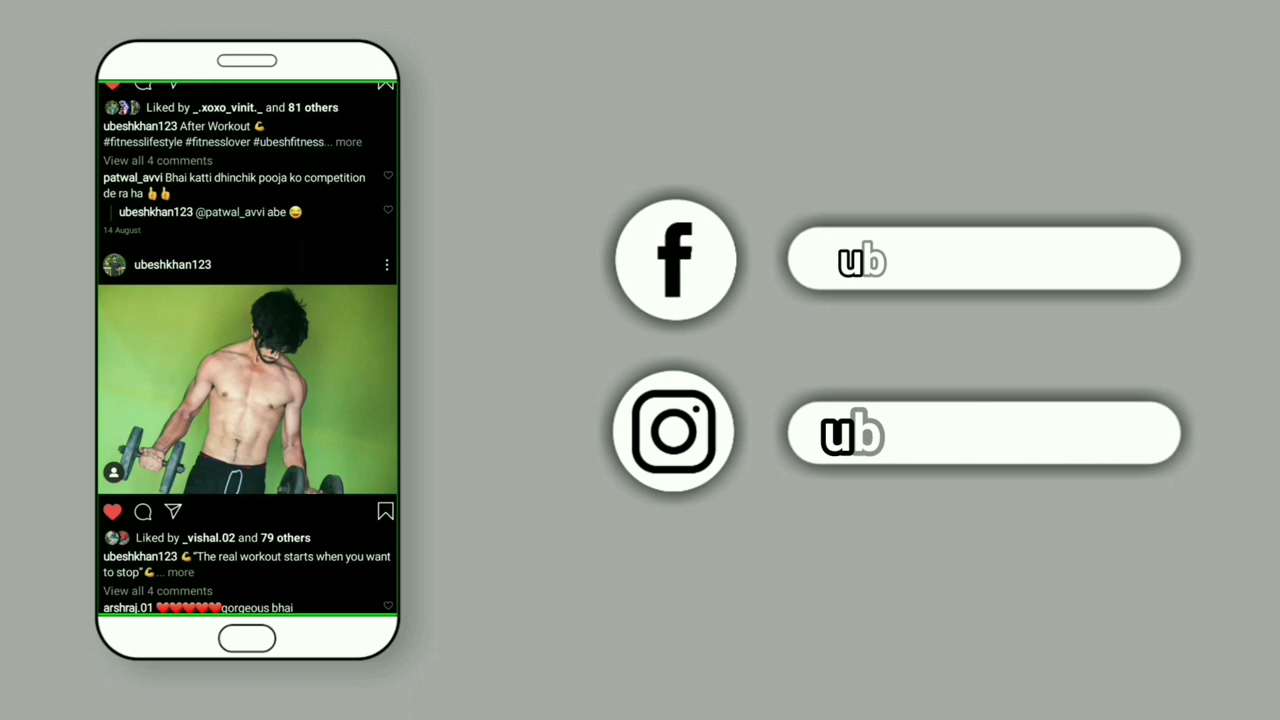 Liked by _.xoxo_vinit._ and 81 others
ubeshkhan123 After Workout 💪
#fitnesslifestyle #fitnesslover #ubeshfitness... more
View all 4 comments
patwal_avvi Bhai katti dhinchik pooja ko competition
de ra ha 👍👍
ubeshkhan123 @patwal_avvi abe 😅
14 August
ubeshkhan123
Liked by _vishal.02 and 79 others
ubeshkhan123 💪"The real workout starts when you want
to stop"💪... more
View all 4 comments
arshraj.01 ❤️❤️❤️❤️❤️gorgeous bhai
ub
ub